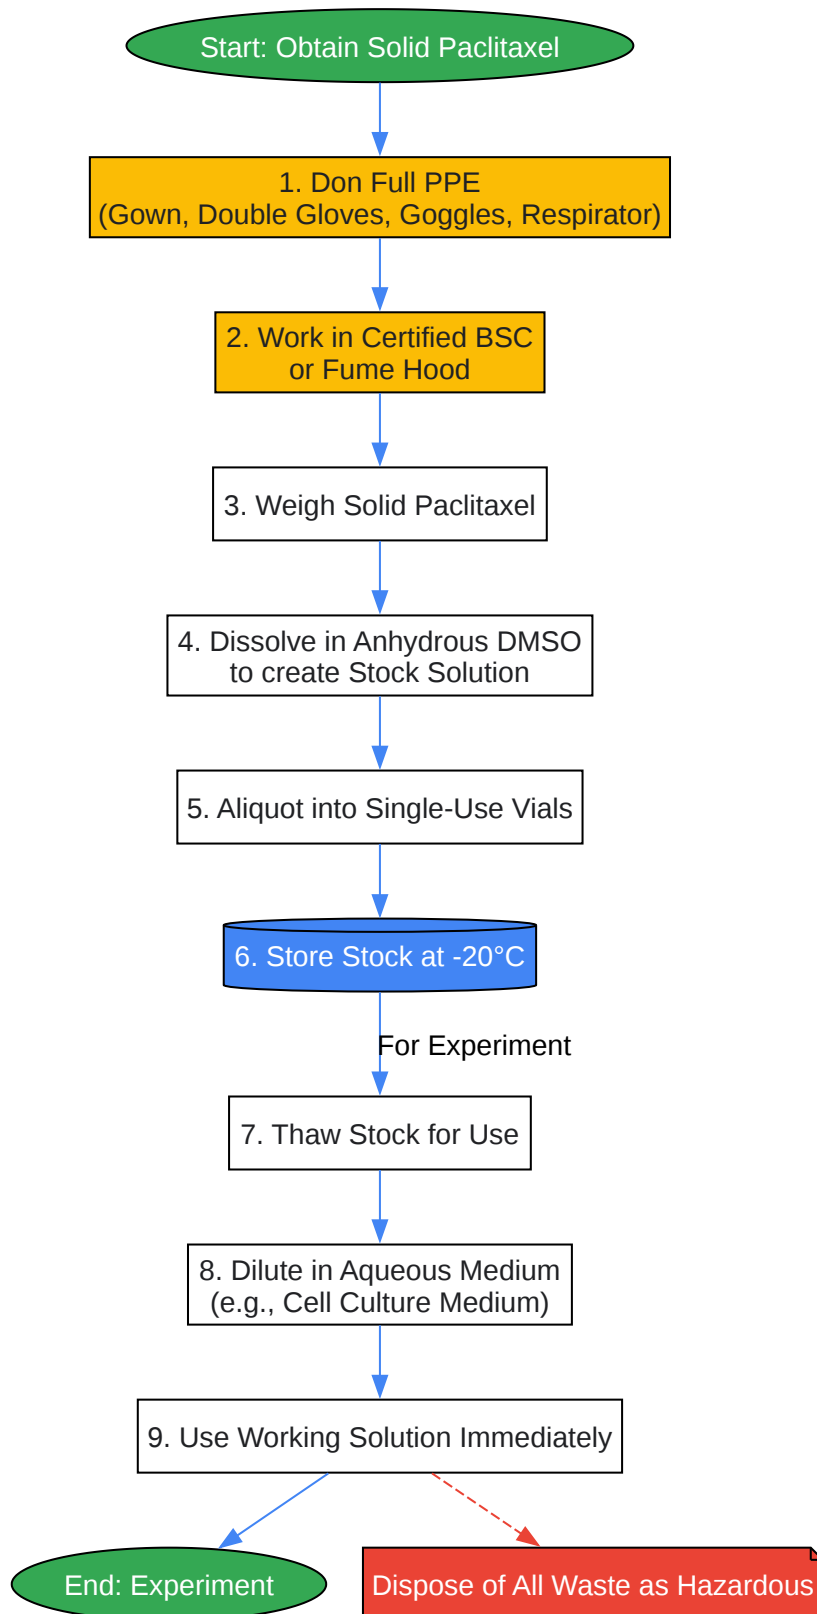 Start: Obtain Solid Paclitaxel
1. Don Full PPE
(Gown, Double Gloves, Goggles, Respirator)
2. Work in Certified BSC
or Fume Hood
3. Weigh Solid Paclitaxel
4. Dissolve in Anhydrous DMSO
to create Stock Solution
5. Aliquot into Single-Use Vials
6. Store Stock at -20°C
For Experiment
7. Thaw Stock for Use
8. Dilute in Aqueous Medium
(e.g., Cell Culture Medium)
9. Use Working Solution Immediately
End: Experiment
Dispose of All Waste as Hazardous